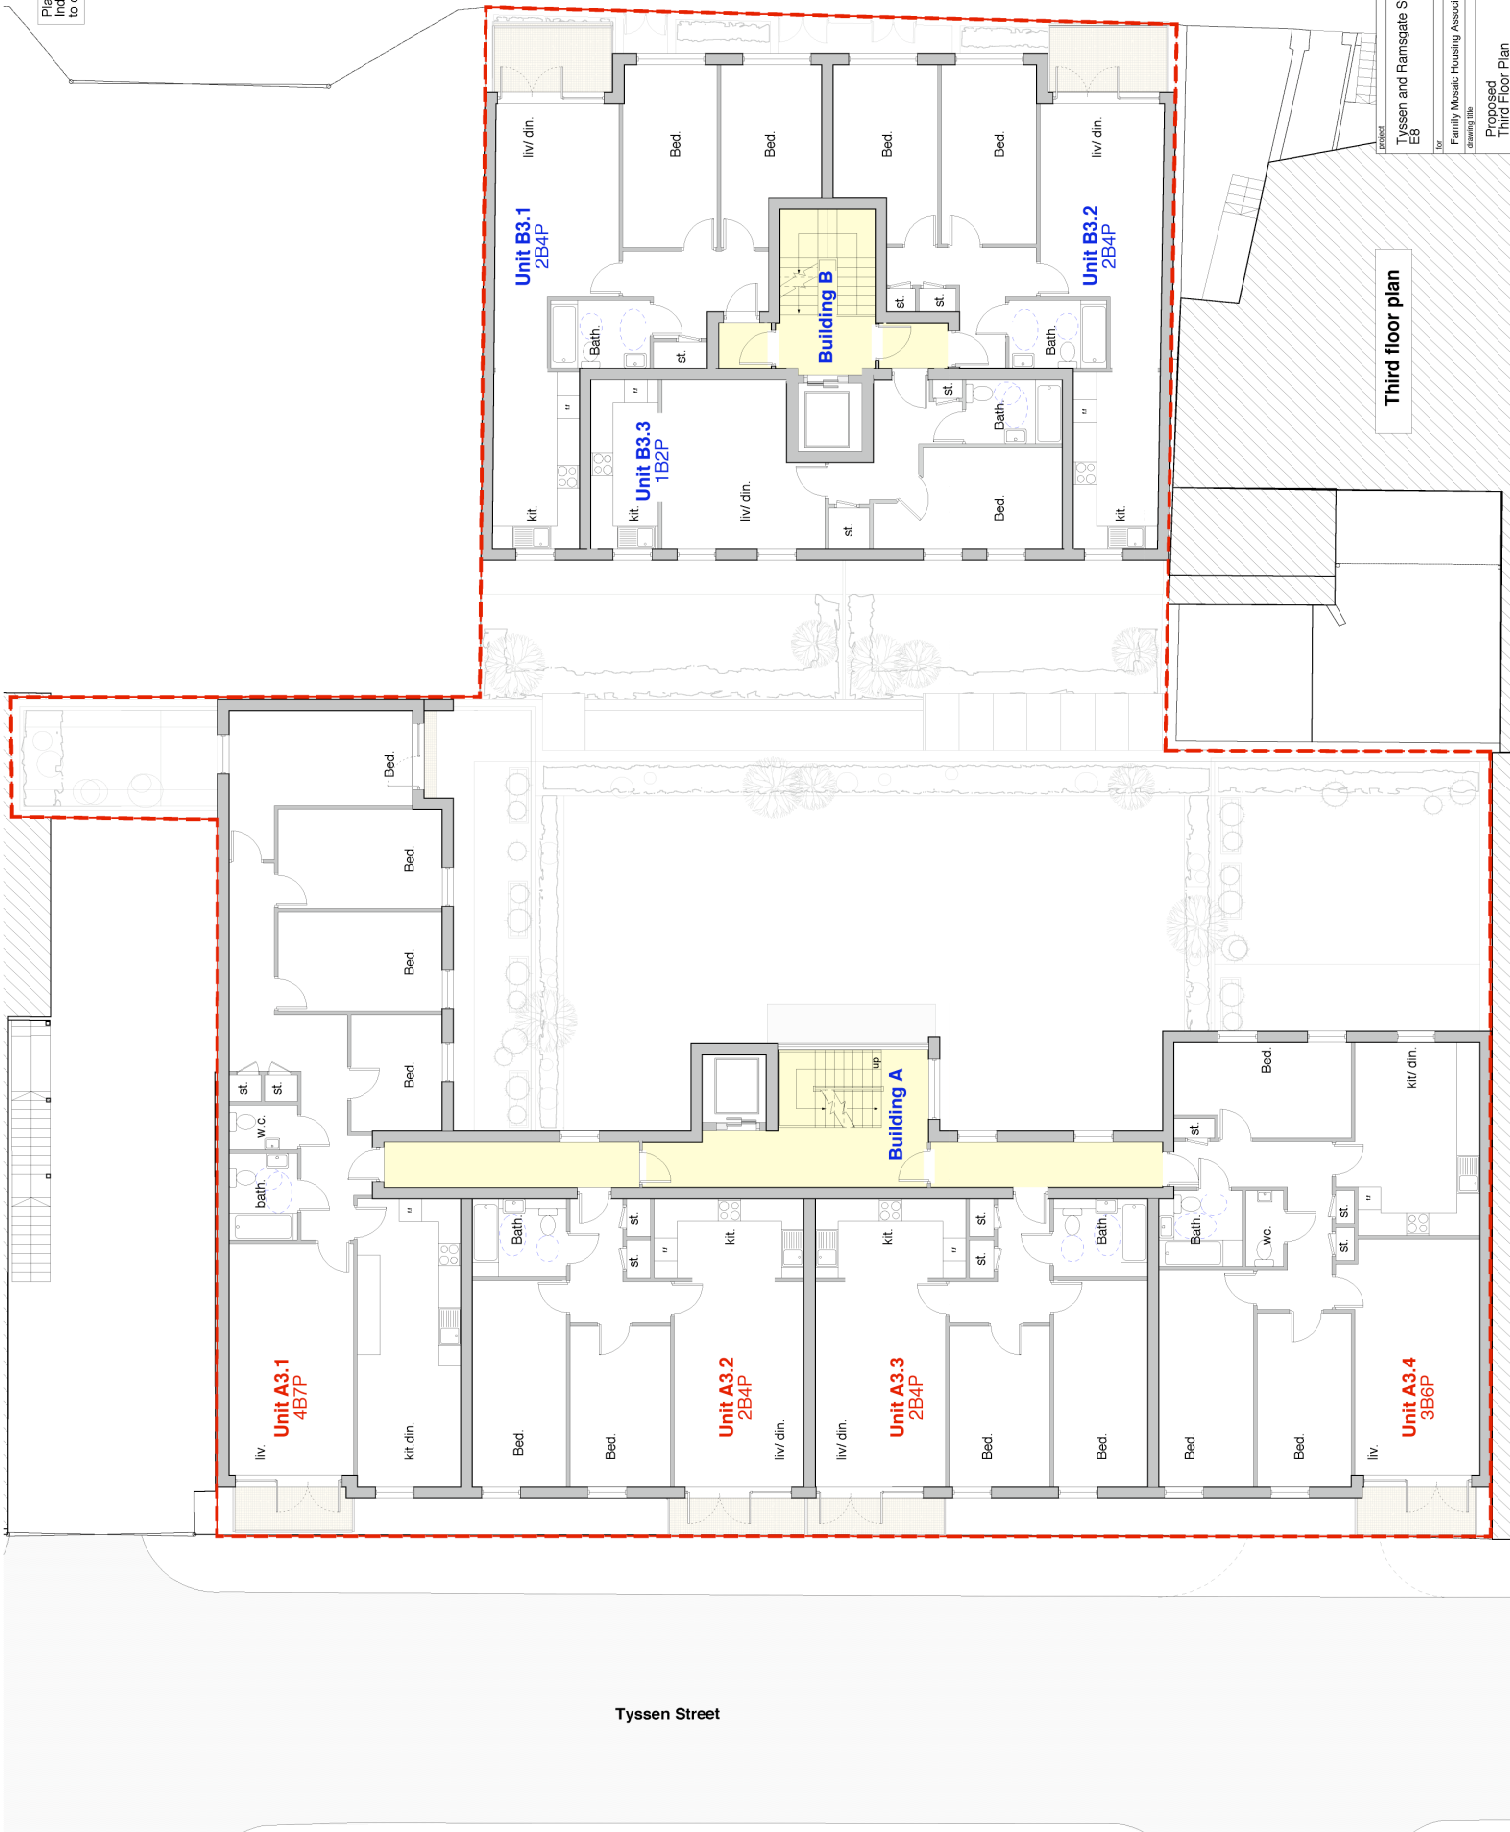 Pla
Ind
to c
project
Tyssen and Ramsgate S
E8
for
Family Mosaic Housing Associ
drawing title
Proposed
Third Floor Plan
Third floor plan
liv/ din.
Bed.
Bed.
Bed.
Bed.
liv/ din.
Unit B3.1
2B4P
Unit B3.2
2B4P
Building B
st.
st.
Bath.
st.
Bath.
st.
Bath.
Unit B3.3
1B2P
kit.
kit.
liv/ din.
st.
Bed.
kit.
Bed.
Bed
Bed.
Bed.
st.
st.
w.c.
bath.
up
Building A
Bed.
kit/ din.
st.
Bath.
st.
st.
kit.
kit.
st.
st.
Bath.
Bath.
wc.
st.
st.
Unit A3.1
4B7P
liv.
kit din
Bed.
Bed.
Unit A3.2
2B4P
liv/ din.
liv/ din.
Unit A3.3
2B4P
Bed.
Bed.
Bed
Bed.
liv.
Unit A3.4
3B6P
Tyssen Street